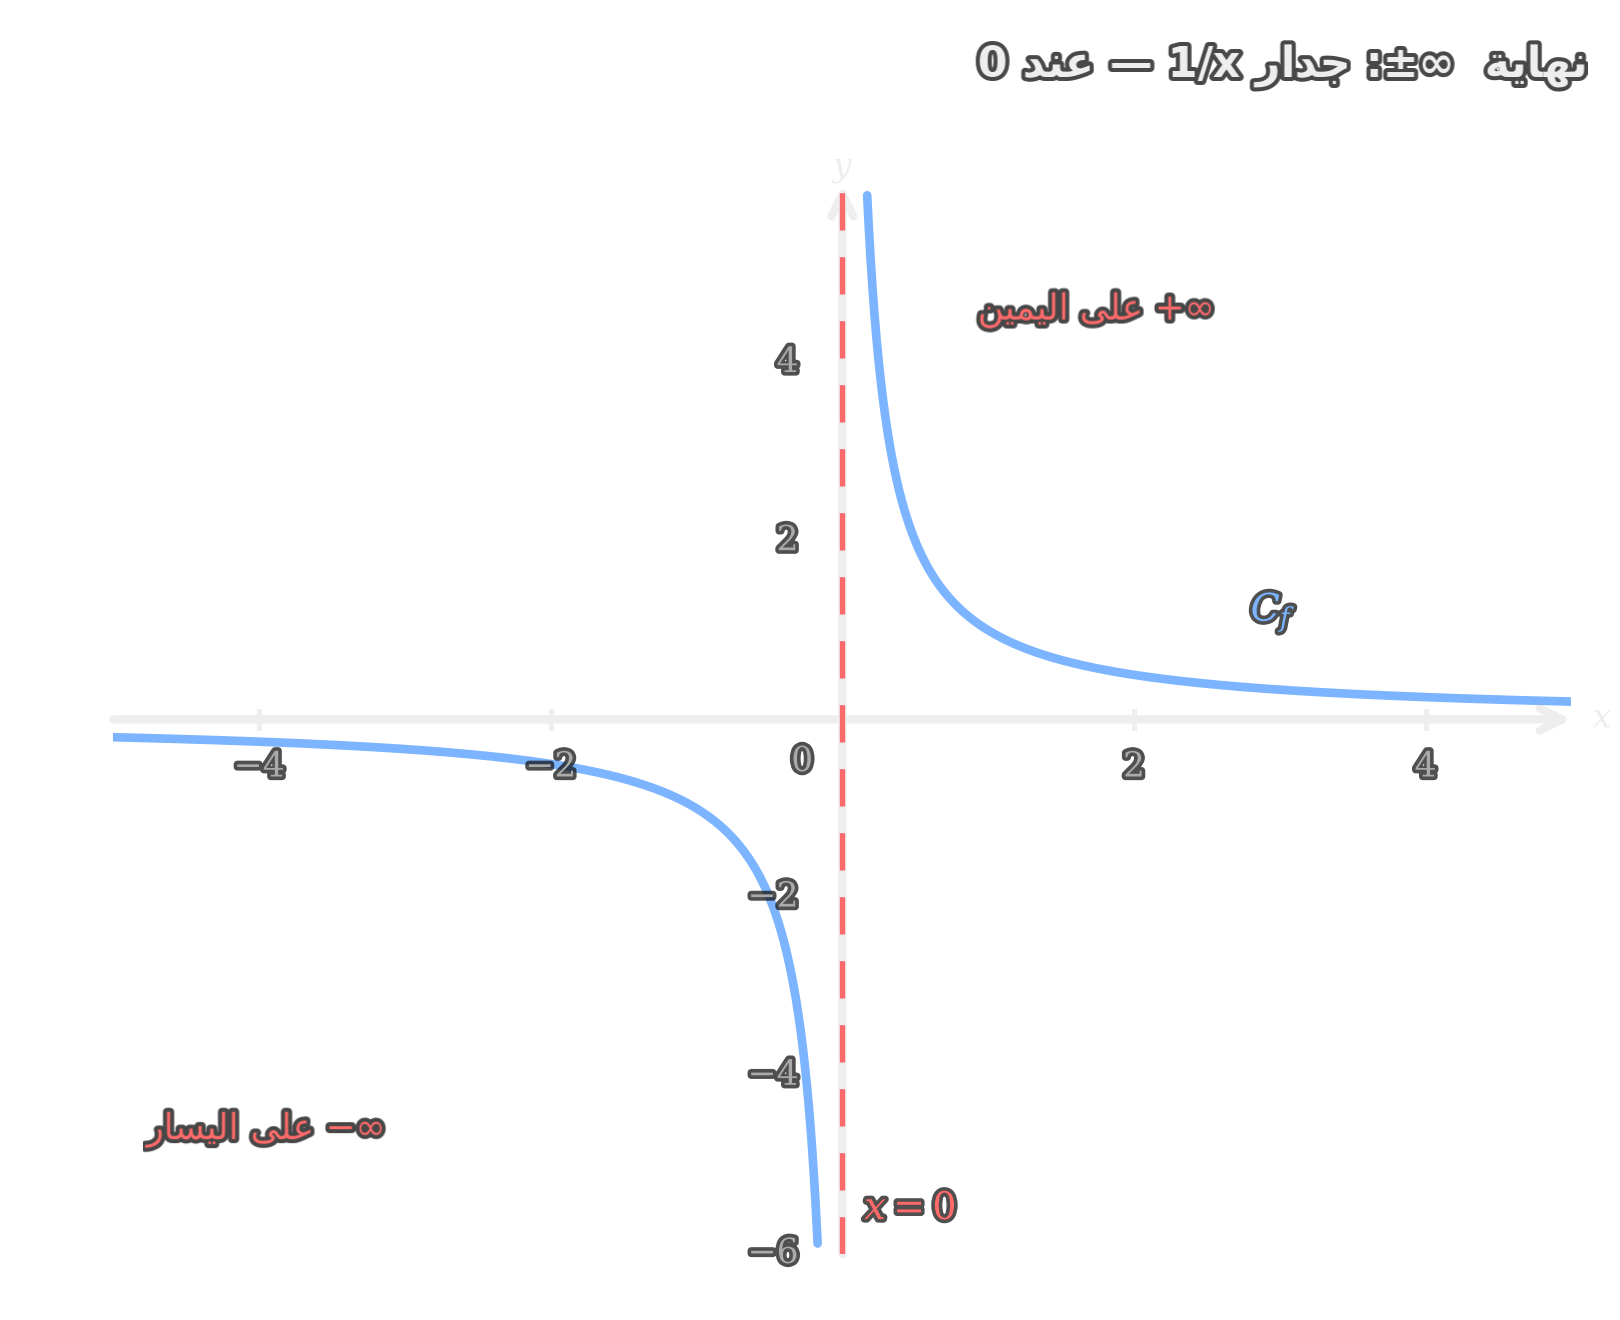 نهاية ±∞: جدار 1/x — عند 0
y
+∞ على اليمين
4
2
C_f
x
−4
−2
0
2
4
−2
−4
−∞ على اليسار
x = 0
−6